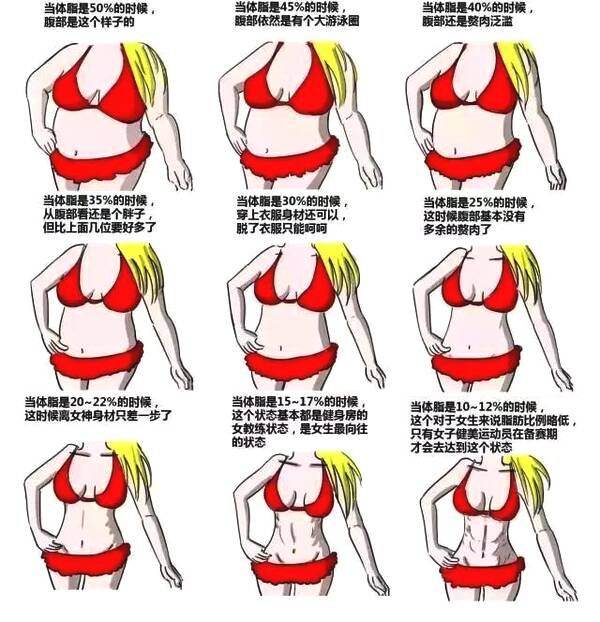 当体脂是50%的时候，
腹部是这个样子的
当体脂是45%的时候，
腹部依然是有个大游泳圈
当体脂是40%的时候，
腹部还是赘肉泛滥
当体脂是35%的时候，
从腹部看还是个胖子，
但比上面几位要好多了
当体脂是30%的时候，
穿上衣服身材还可以，
脱了衣服只能呵呵
当体脂是25%的时候，
这时候腹部基本没有
多余的赘肉了
当体脂是20~22%的时候，
这时候离女神身材只差一步了
当体脂是15~17%的时候，
这个状态基本都是健身房的
女教练状态，是女生最向往
的状态
当体脂是10~12%的时候，
这个对于女生来说脂肪比例略低，
只有女子健美运动员在备赛期
才会去达到这个状态